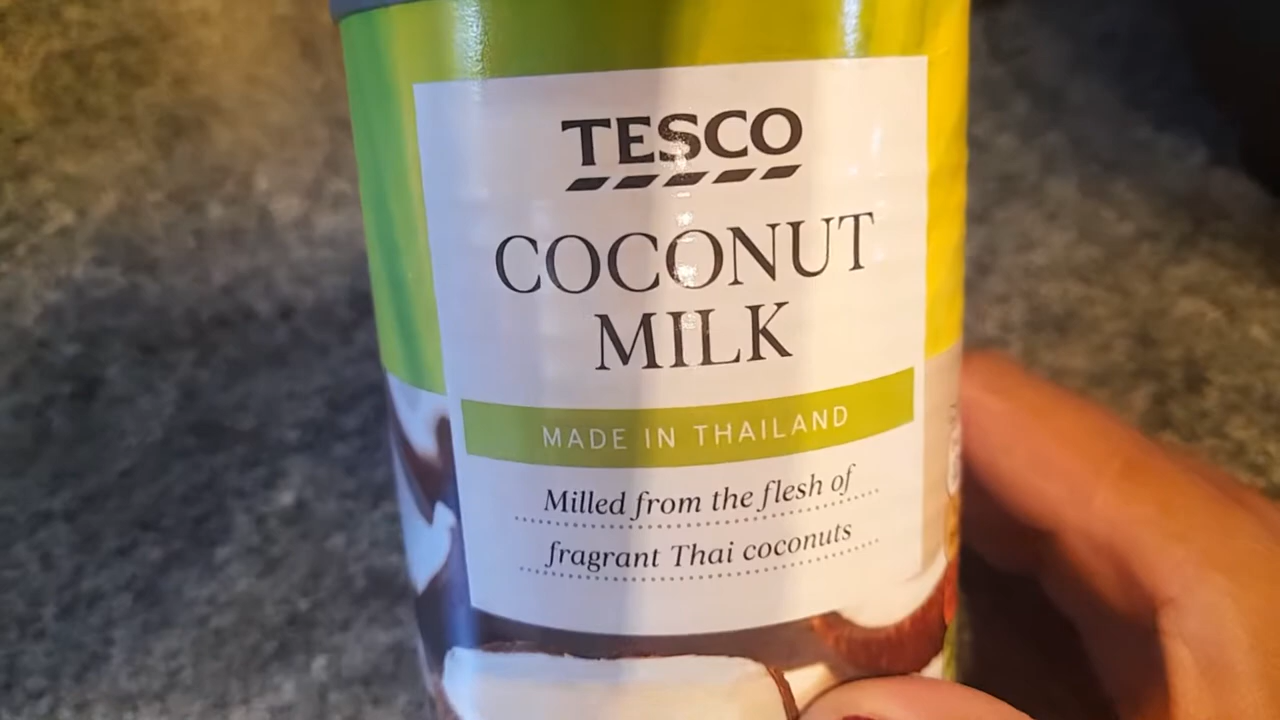 TESCO
COCONUT
MILK
MADE IN THAILAND
Milled from the flesh of
fragrant Thai coconuts